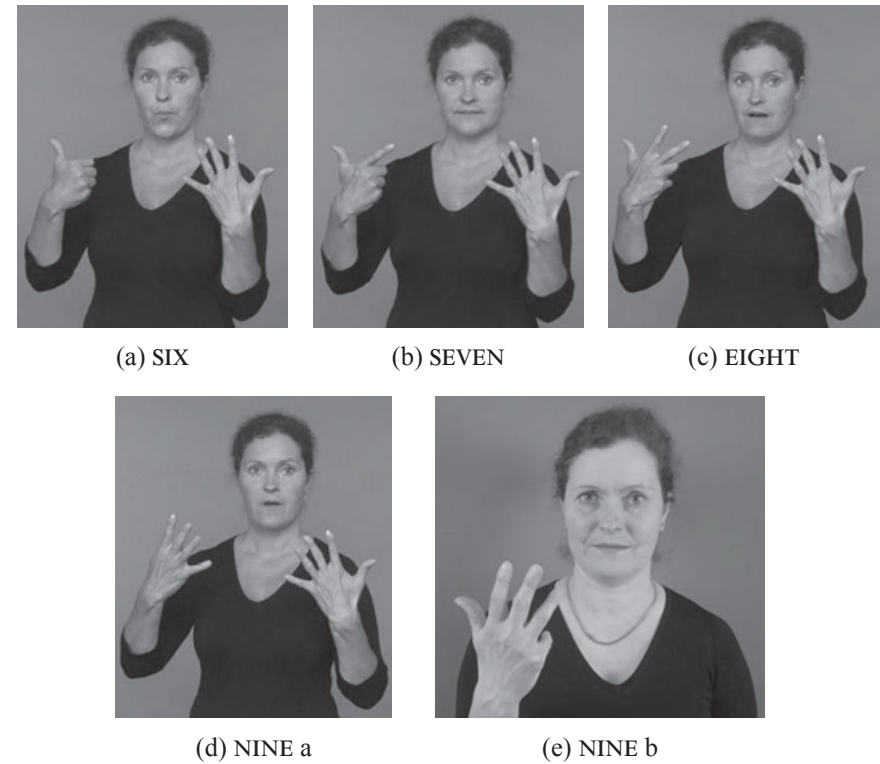 (a) SIX
(b) SEVEN
(c) EIGHT
(d) NINE a
(e) NINE b